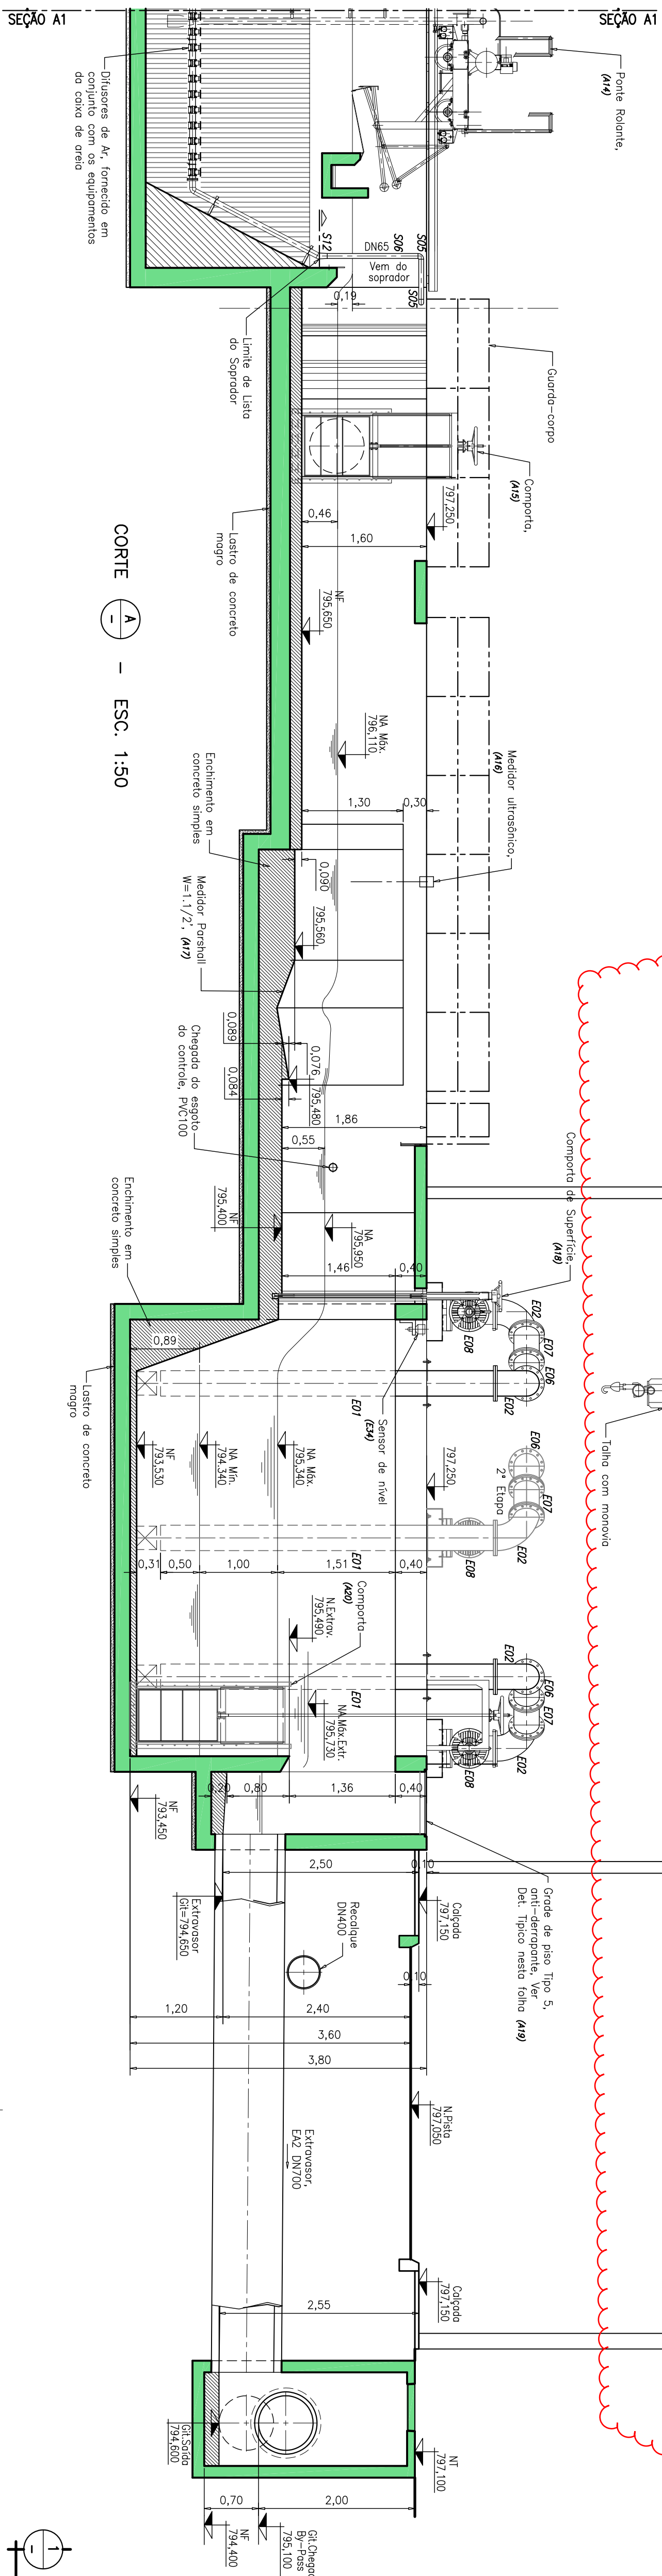 SEÇÃO A1
SEÇÃO A1
Ponte Rolante,
(A14)
Difusores de Ar, fornecido em
conjunto com os equipamentos
da caixa de areia
S12
DN65
S06
S05
Vem do
soprador
S05
0,19
Limite de Lista
do Soprador
Guarda-corpo
Comporta,
(A15)
797,250
0,46
1,60
Lastro de concreto
magro
NF
795,650
NA Máx.
796,110
CORTE A - ESC. 1:50
Medidor ultrasônico,
(A16)
1,30
0,30
Enchimento em
concreto simples
0,090
795,560
Medidor Parshall
W=1.1/2', (A17)
0,089
0,076
0,084
795,480
1,86
Chegada do esgoto
do controle, PVC100
0,55
NF
795,400
NA
795,950
1,46
0,40
Comporta de Superfície,
(A18)
Enchimento em
concreto simples
0,89
Lastro de concreto
magro
E02
E07
E06
E08
E02
E01
Sensor de nível
(E34)
Talha com monovia
NF
793,530
NA Mín.
794,340
NA Máx.
795,340
797,250
2ª Etapa
E06
E07
E02
E08
E01
0,31
0,50
1,00
1,51
0,40
Comporta
(A20)
N.Extrav.
795,490
NA.Máx.Extr.
795,730
E01
E02
E06
E07
E02
E08
NF
793,450
0,20
0,80
1,36
0,40
Grade de piso Tipo 5,
anti-derrapante, Ver
Det. Típico nesta folha (A19)
2,50
0,10
Extravasor
Git=794,650
Recalque
DN400
Calçada
797,150
0,10
1,20
2,40
3,60
3,80
N.Pista
797,050
Extravasor,
EA2 DN700
Calçada
797,150
2,55
Git.Saída
794,600
NT
797,100
0,70
2,00
NF
794,400
Git.Chegad
By-Pass
795,100
1
-